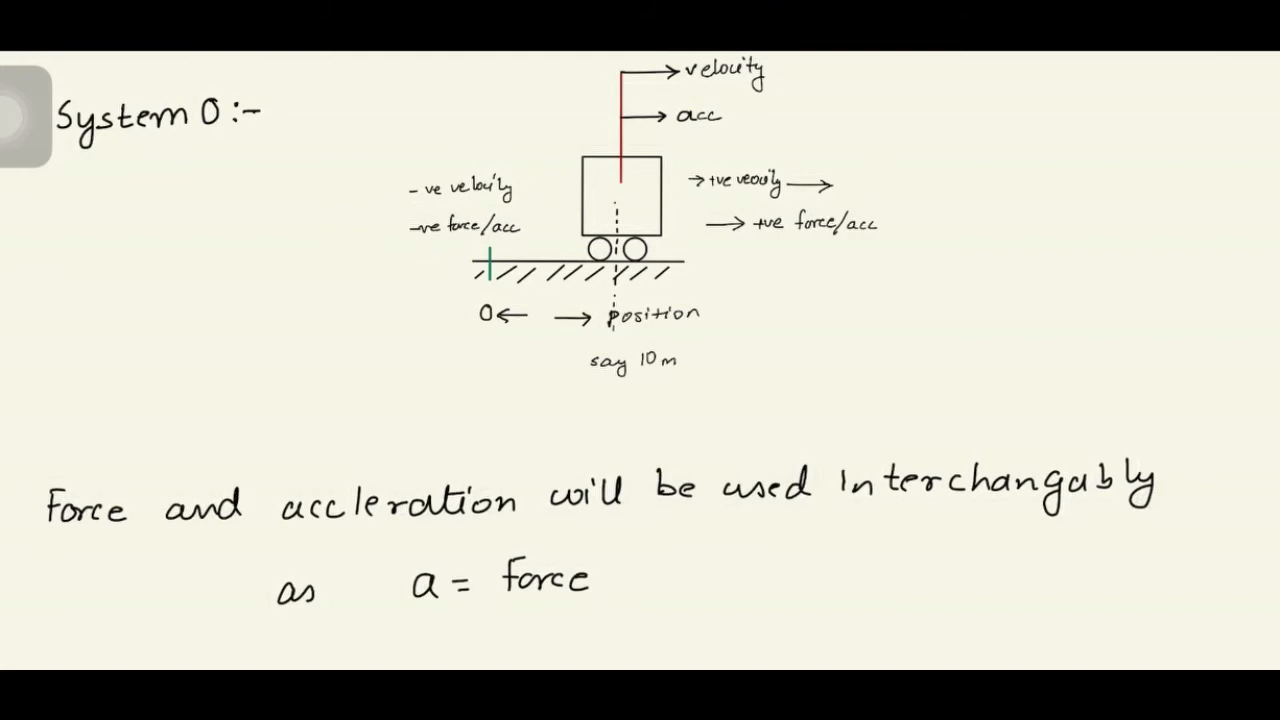 System 0 :-
→ velocity
→ acc
- ve velocity
-ve force/acc
→ +ve veouily →
→ +ve force/acc
0 ← → position
say 10 m
Force and accleration will be used Interchangably
as a = force